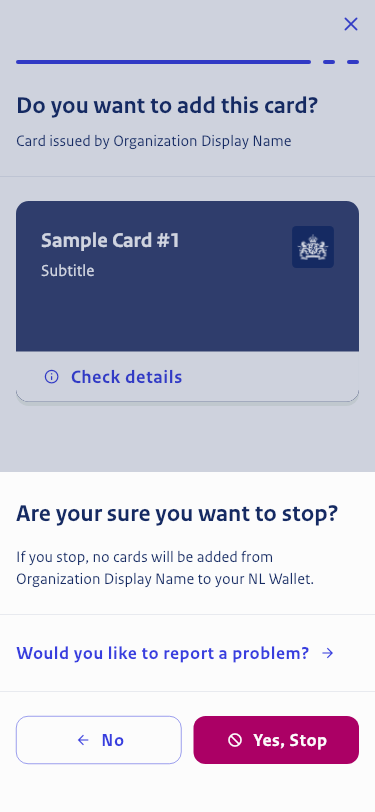 Do you want to add this card?
Card issued by Organization Display Name
Sample Card #1
Subtitle
Check details
Are your sure you want to stop?
If you stop, no cards will be added from
Organization Display Name to your NL Wallet.
Would you like to report a problem?
No
Yes, Stop